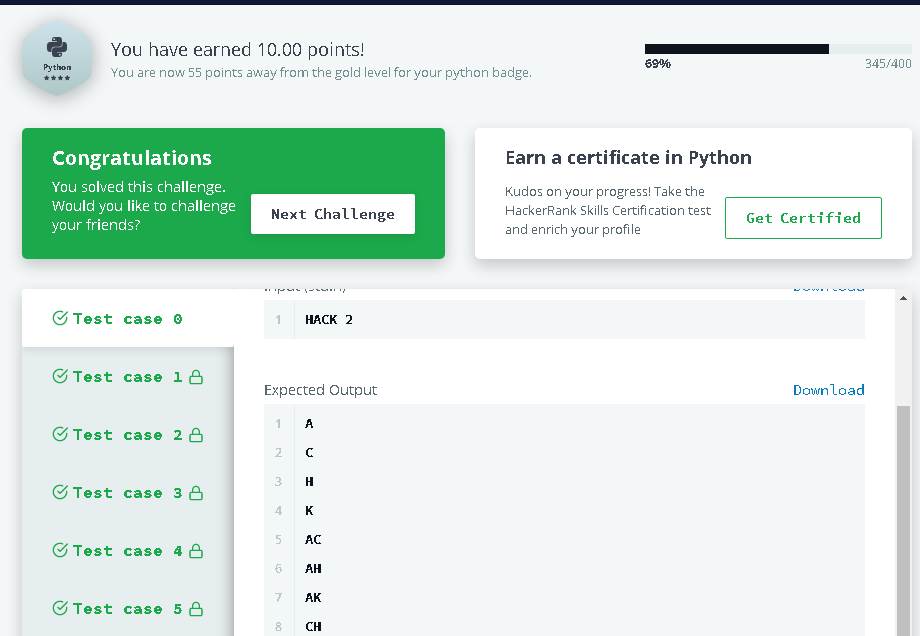 You have earned 10.00 points!
Python
★★★★
You are now 55 points away from the gold level for your python badge.
69%
345/400
Congratulations
You solved this challenge.
Would you like to challenge
your friends?
Next Challenge
Earn a certificate in Python
Kudos on your progress! Take the
HackerRank Skills Certification test
and enrich your profile
Get Certified
Test case 0
Test case 1
Test case 2
Test case 3
Test case 4
Test case 5
Input (stdin)
Download
1 HACK 2
Expected Output
Download
1 A
2 C
3 H
4 K
5 AC
6 AH
7 AK
8 CH